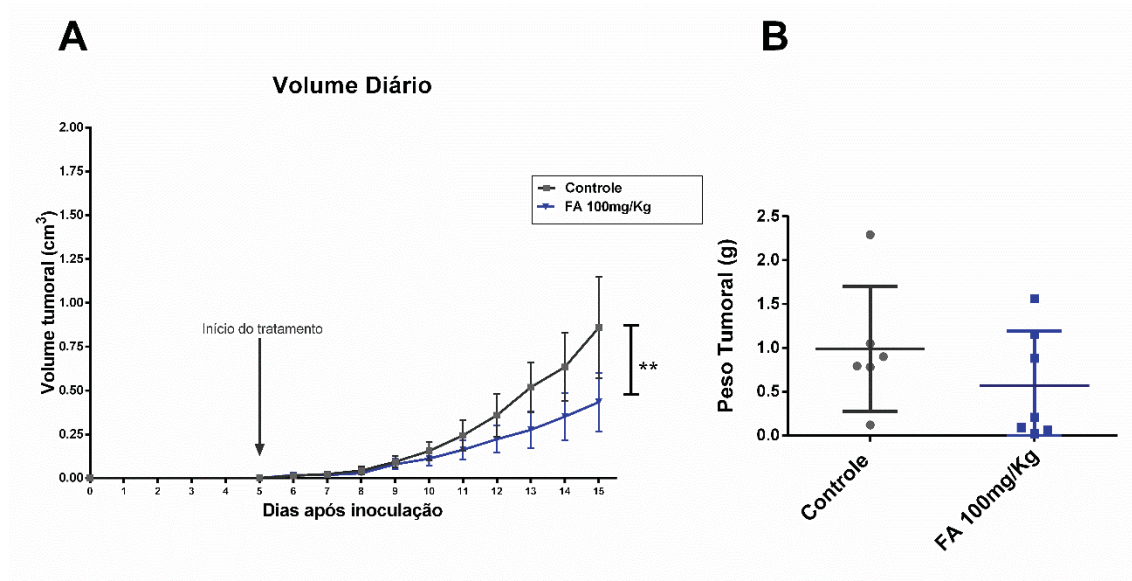 A
Volume Diário
Volume tumoral (cm³)
2.00
1.75
1.50
1.25
1.00
0.75
0.50
0.25
0.00
Início do tratamento
Controle
FA 100mg/Kg
**
0 1 2 3 4 5 6 7 8 9 10 11 12 13 14 15
Dias após inoculação
B
Peso Tumoral (g)
2.5
2.0
1.5
1.0
0.5
0.0
Controle
FA 100mg/Kg